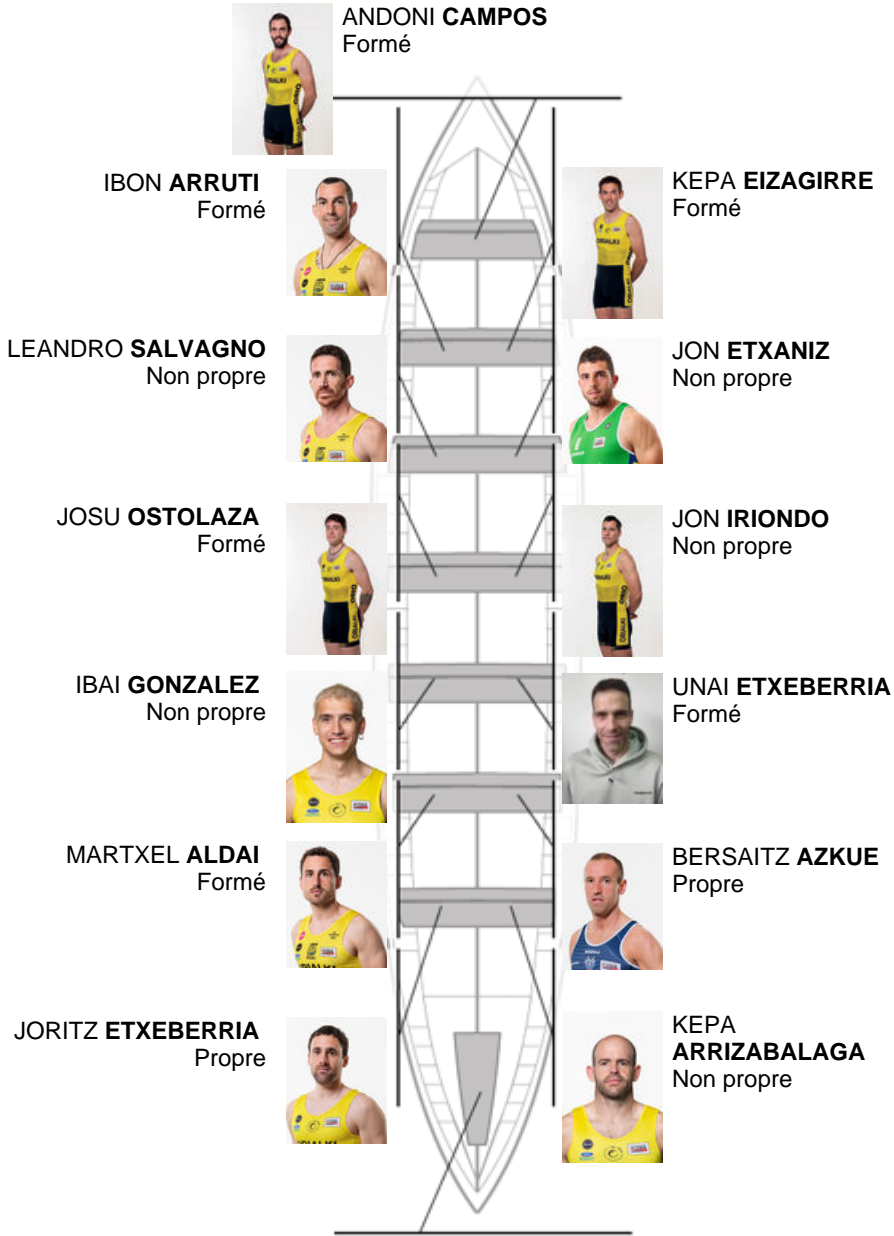 ANDONI CAMPOS
Formé
IBON ARRUTI
Formé
KEPA EIZAGIRRE
Formé
LEANDRO SALVAGNO
Non propre
JON ETXANIZ
Non propre
JOSU OSTOLAZA
Formé
JON IRIONDO
Non propre
IBAI GONZALEZ
Non propre
UNAI ETXEBERRIA
Formé
MARTXEL ALDAI
Formé
BERSAITZ AZKUE
Propre
JORITZ ETXEBERRIA
Propre
KEPA
ARRIZABALAGA
Non propre